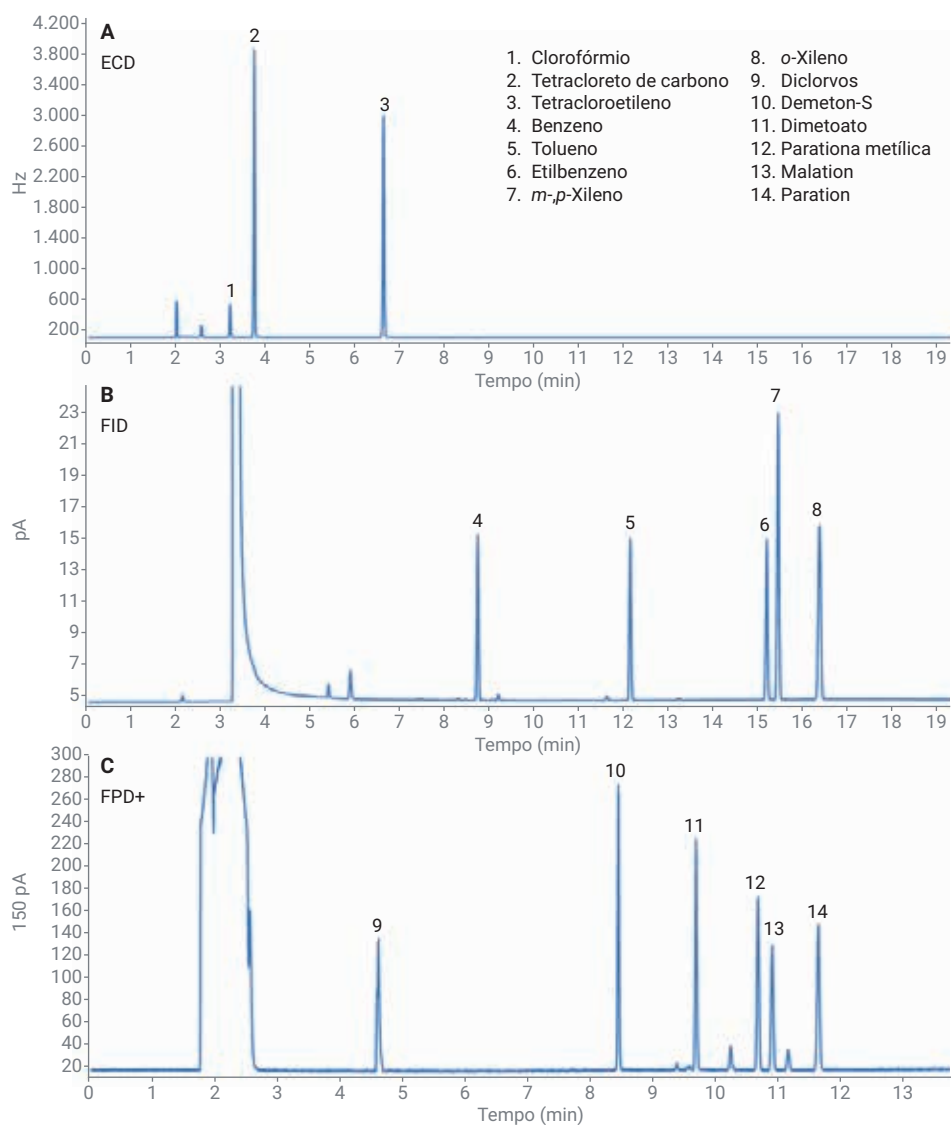 A
ECD
4.200
3.800
3.400
3.000
2.600
2.200
1.800
1.400
1.000
600
200
Hz
1
2
3
1. Clorofórmio
2. Tetracloreto de carbono
3. Tetracloroetileno
4. Benzeno
5. Tolueno
6. Etilbenzeno
7. m-,p-Xileno
8. o-Xileno
9. Diclorvos
10. Demeton-S
11. Dimetoato
12. Parationa metílica
13. Malation
14. Paration
0 1 2 3 4 5 6 7 8 9 10 11 12 13 14 15 16 17 18 19
Tempo (min)
B
FID
23
21
19
17
15
13
11
9
7
5
pA
4
5
6
7
8
0 1 2 3 4 5 6 7 8 9 10 11 12 13 14 15 16 17 18 19
Tempo (min)
C
FPD+
300
280
260
240
220
200
180
160
140
120
100
80
60
40
20
150 pA
9
10
11
12
13
14
0 1 2 3 4 5 6 7 8 9 10 11 12 13
Tempo (min)